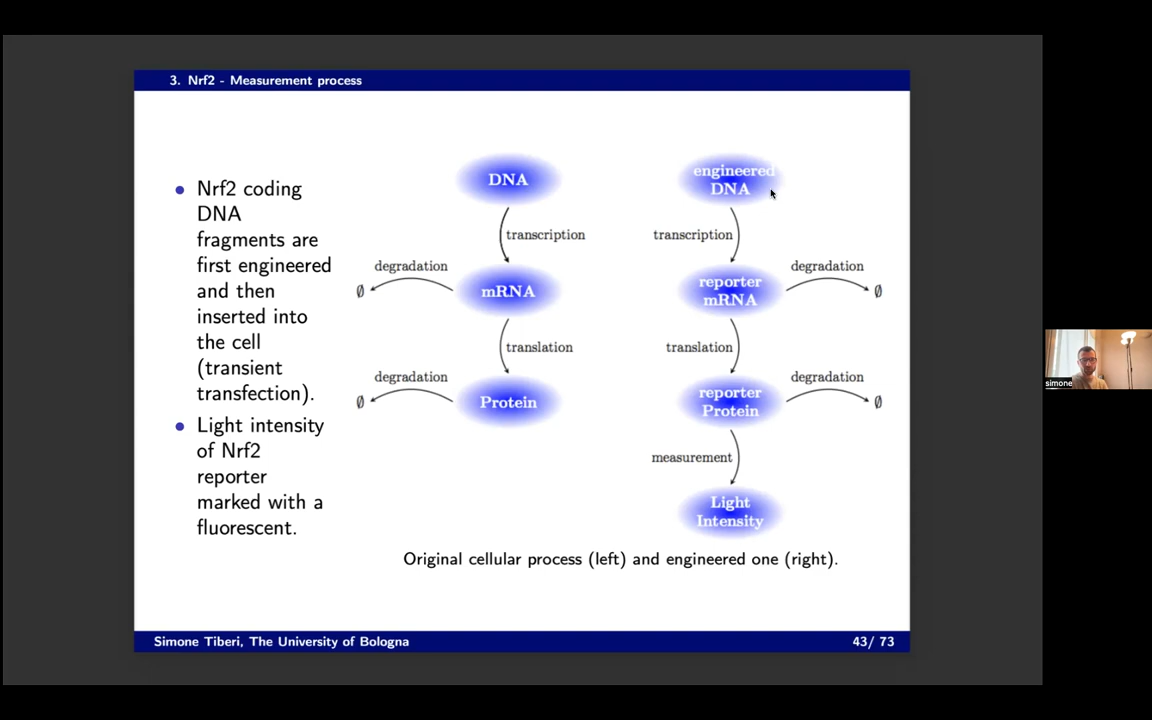 3. Nrf2 - Measurement process
• Nrf2 coding
DNA
fragments are
first engineered
and then
inserted into
the cell
(transient
transfection).
• Light intensity
of Nrf2
reporter
marked with a
fluorescent.
DNA
transcription
degradation
∅
mRNA
translation
degradation
∅
Protein
engineered
DNA
transcription
reporter
mRNA
degradation
∅
translation
reporter
Protein
degradation
∅
measurement
Light
Intensity
Original cellular process (left) and engineered one (right).
Simone Tiberi, The University of Bologna
43/ 73
simone